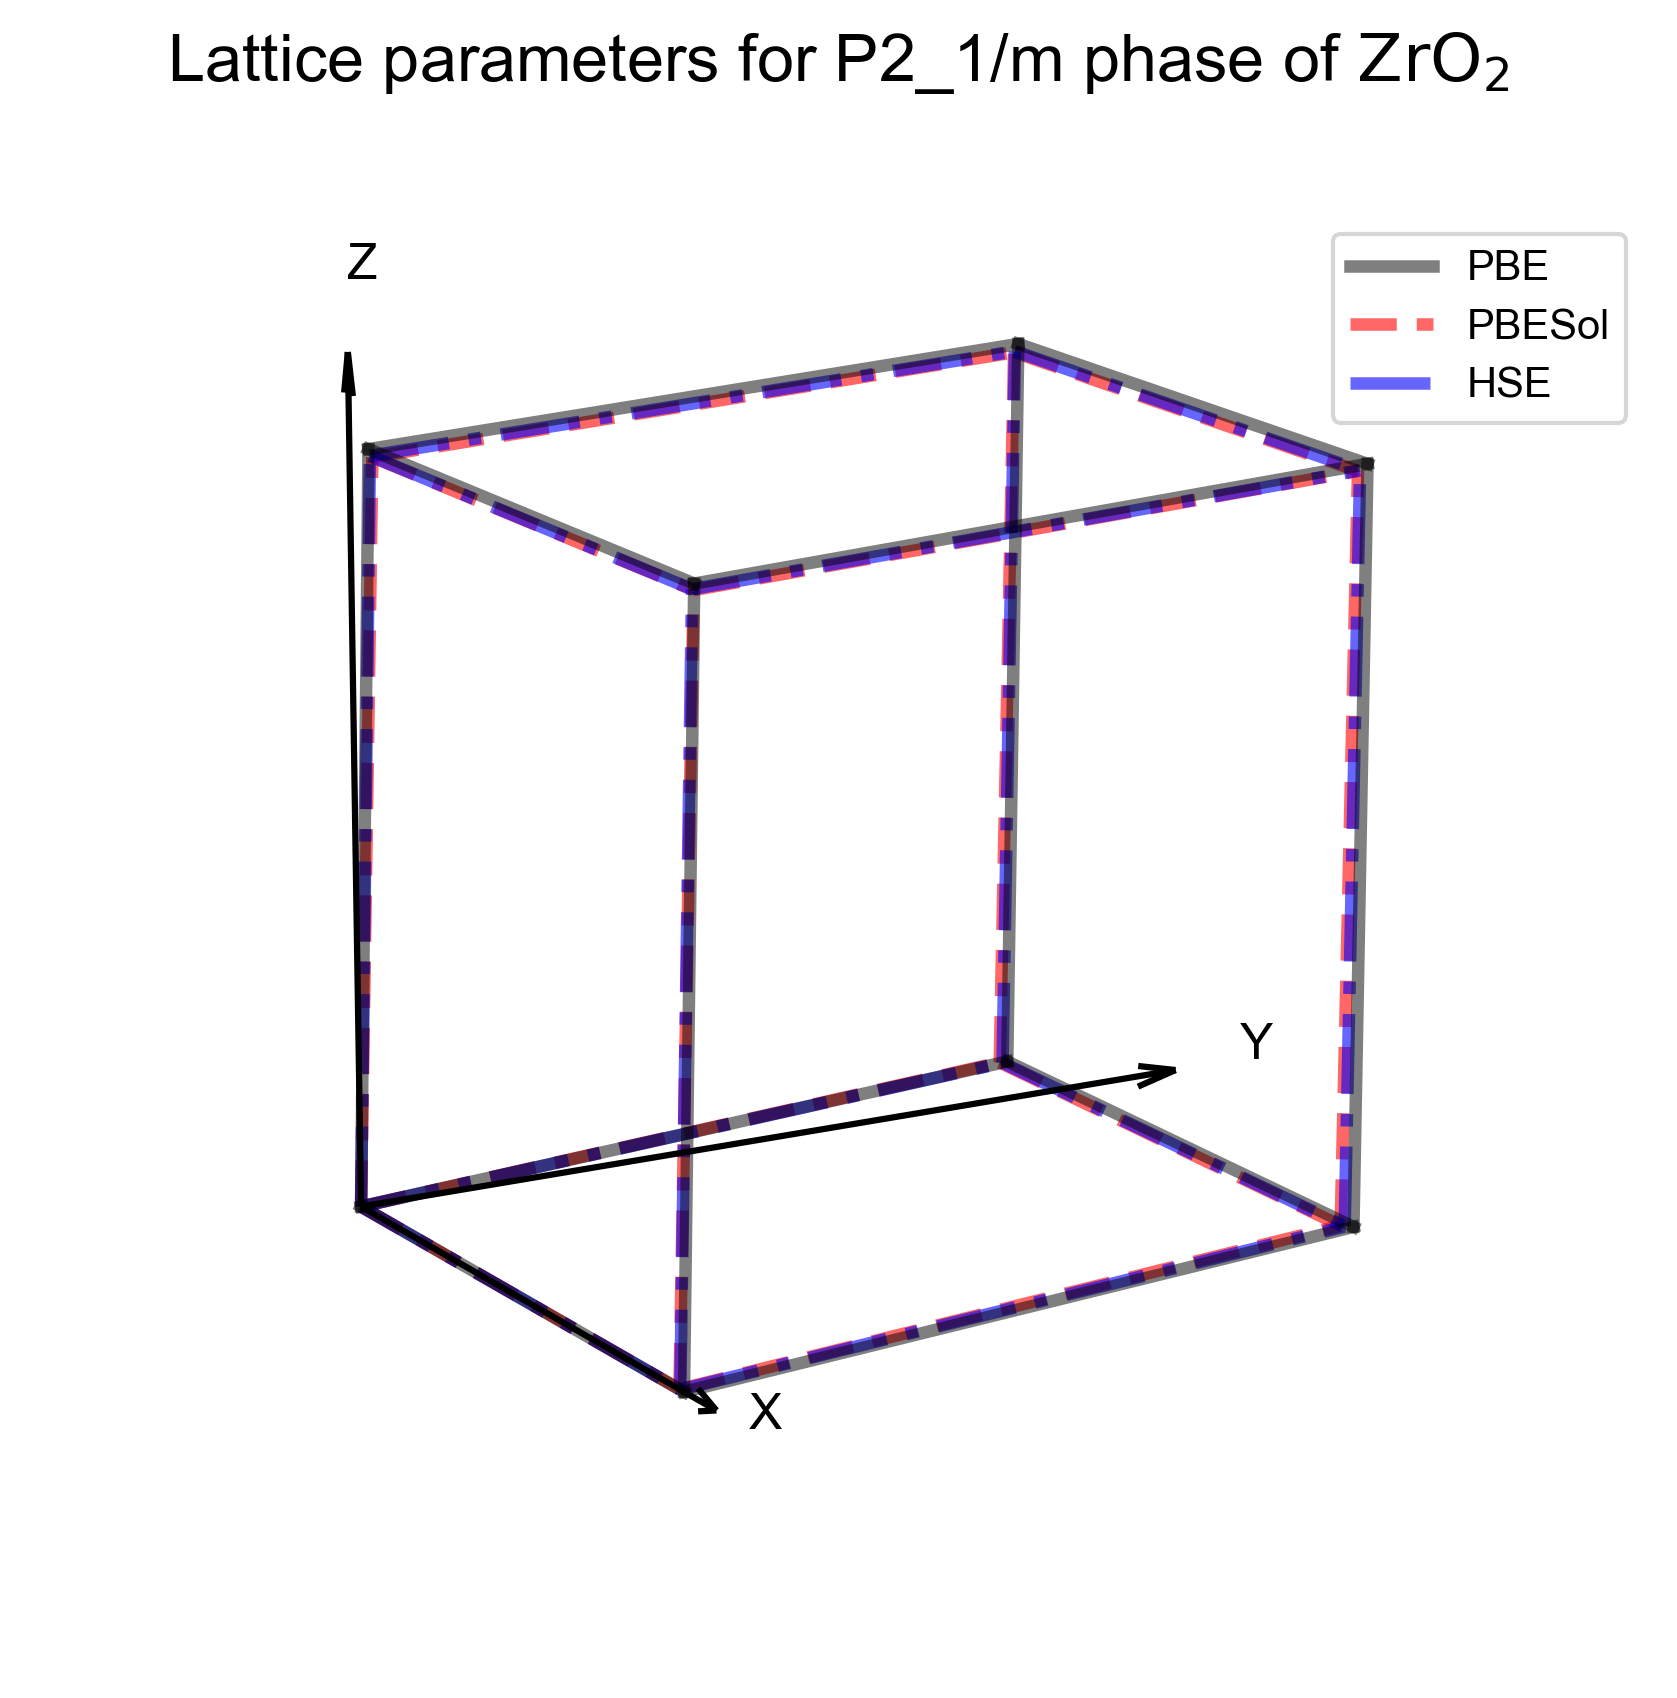 Lattice parameters for P2_1/m phase of ZrO₂
Z
PBE
PBESol
HSE
Y
X